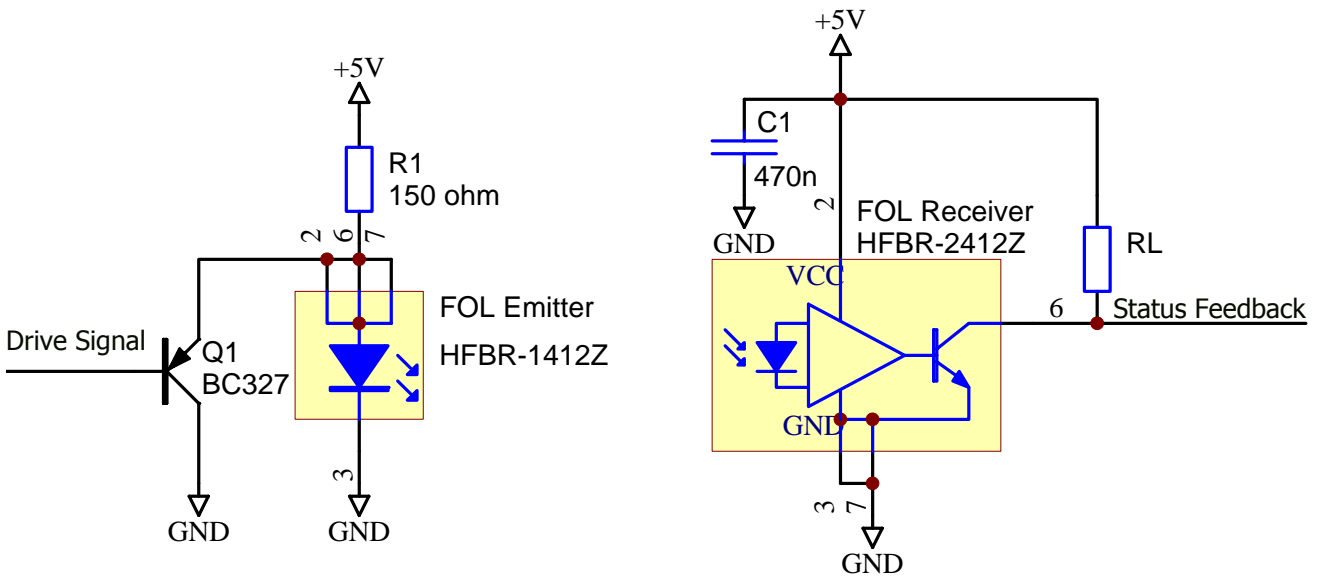 +5V
R1
150 ohm
2
6
7
FOL Emitter
HFBR-1412Z
Drive Signal
Q1
BC327
3
GND
GND
+5V
C1
470n
GND
2
FOL Receiver
HFBR-2412Z
VCC
RL
6
Status Feedback
GND
3
7
GND